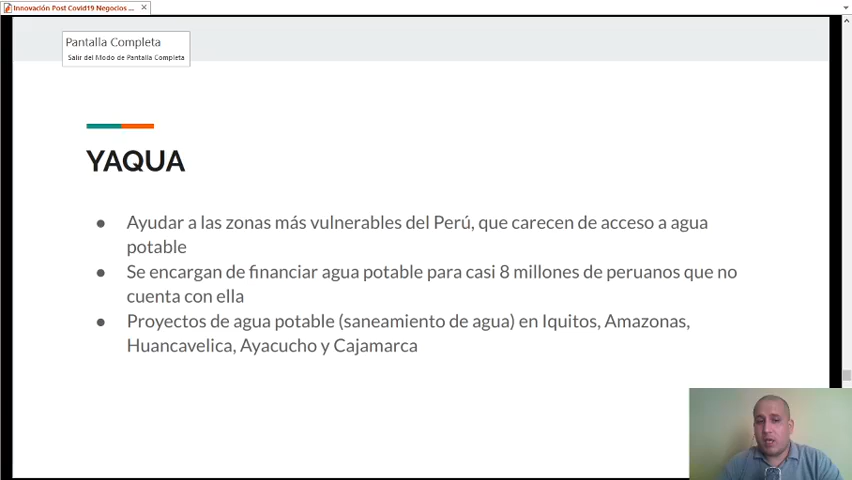 Innovación Post Covid19 Negocios ...
Pantalla Completa
Salir del Modo de Pantalla Completa
YAQUA
● Ayudar a las zonas más vulnerables del Perú, que carecen de acceso a agua
potable
● Se encargan de financiar agua potable para casi 8 millones de peruanos que no
cuenta con ella
● Proyectos de agua potable (saneamiento de agua) en Iquitos, Amazonas,
Huancavelica, Ayacucho y Cajamarca